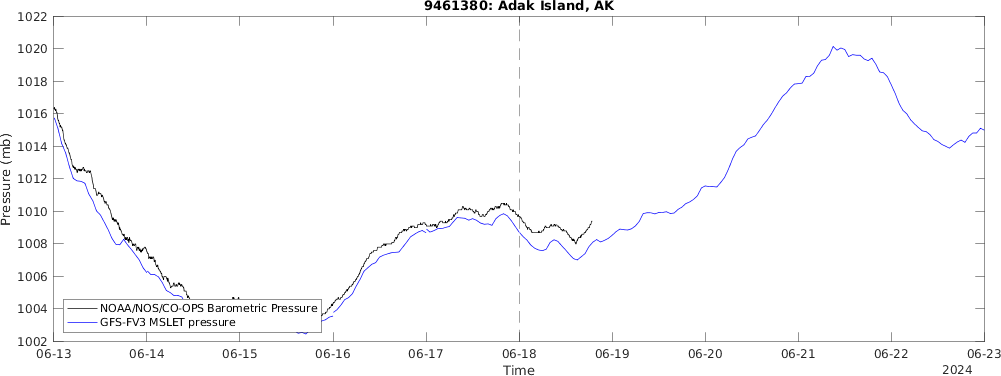 9461380: Adak Island, AK
Pressure (mb)
1022
1020
1018
1016
1014
1012
1010
1008
1006
1004
1002
NOAA/NOS/CO-OPS Barometric Pressure
GFS-FV3 MSLET pressure
06-13 06-14 06-15 06-16 06-17 06-18 06-19 06-20 06-21 06-22 06-23
Time
2024